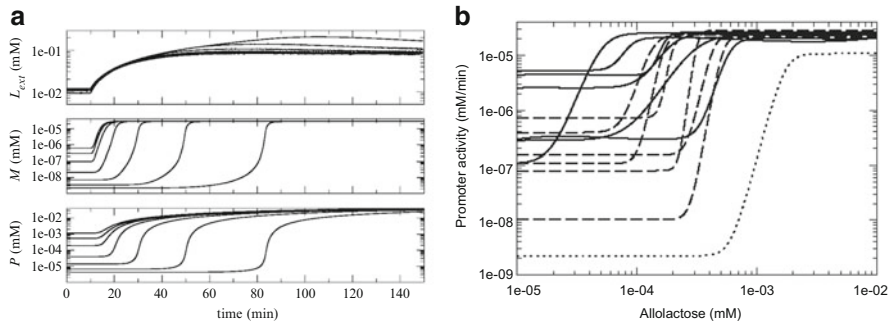 a
L_ext (mM)
1e-01
1e-02
M (mM)
1e-05
1e-06
1e-07
1e-08
P (mM)
1e-02
1e-03
1e-04
1e-05
0 20 40 60 80 100 120 140
time (min)
b
Promoter activity (mM/min)
1e-05
1e-06
1e-07
1e-08
1e-09
1e-05 1e-04 1e-03 1e-02
Allolactose (mM)